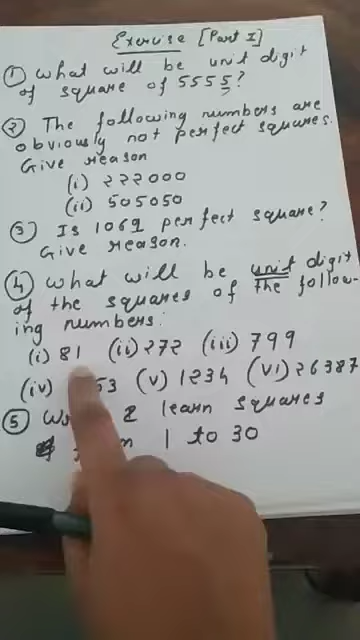 Exercise [Part I]
① What will be unit digit
of square of 5555?
② The following numbers are
obviously not perfect squares.
Give reason
(i) 222000
(ii) 505050
③ Is 1069 perfect square?
Give reason.
④ What will be unit digit
of the squares of the follow-
ing numbers:
(i) 81 (ii) 272 (iii) 799
(iv) 53 (v) 1234 (vi) 26387
⑤ & learn squares
1 to 30